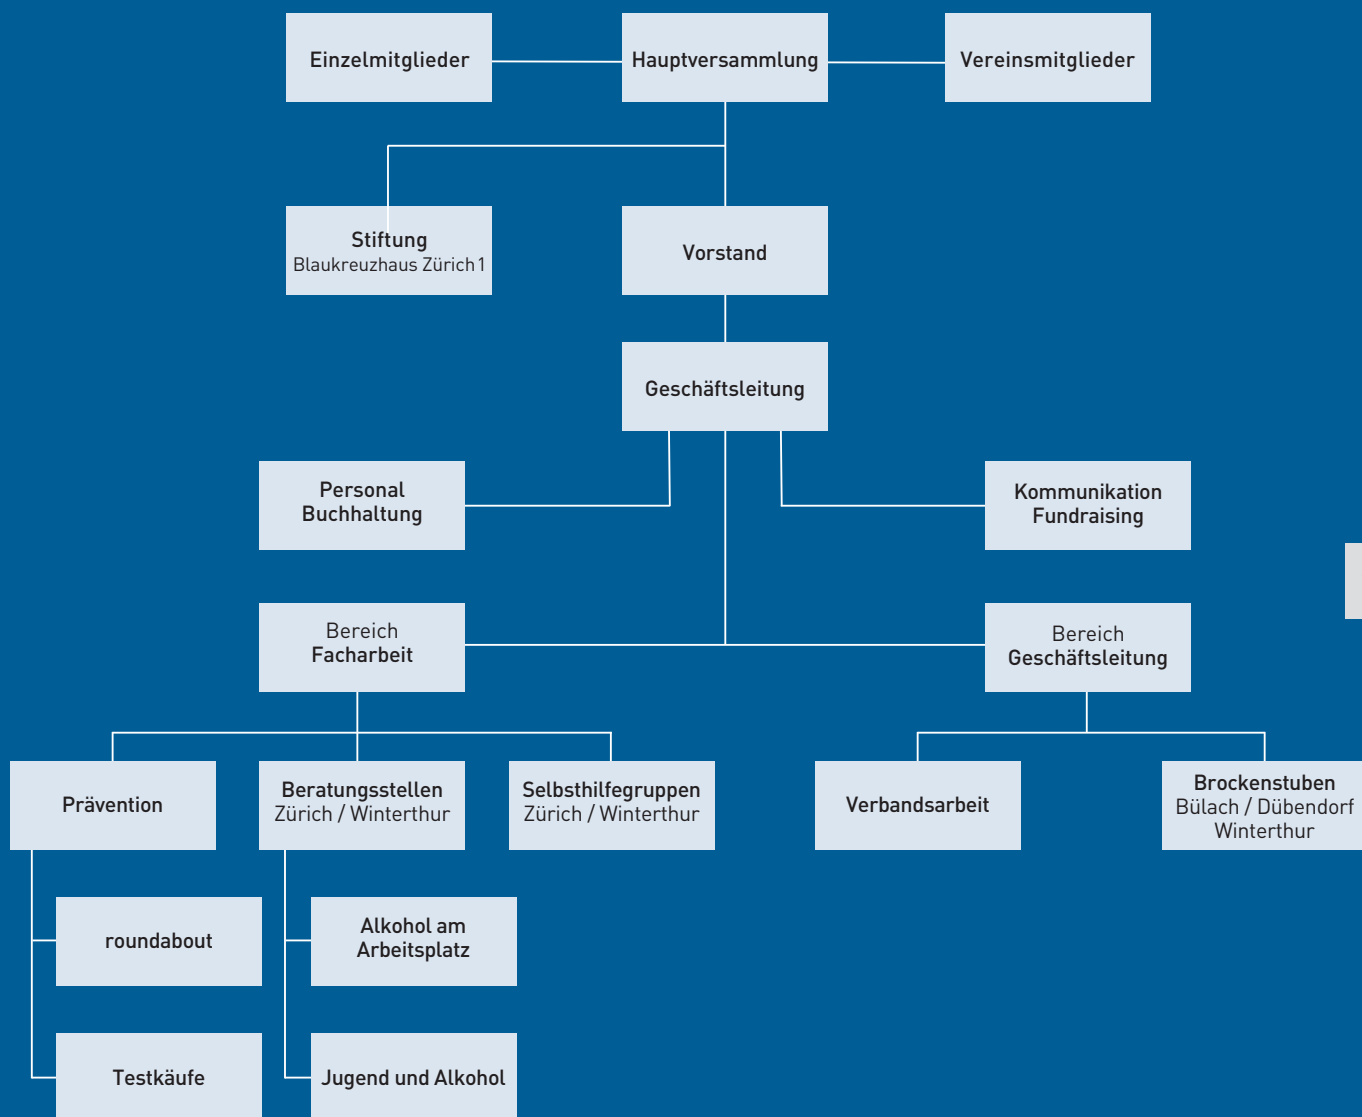 Einzelmitglieder
Hauptversammlung
Vereinsmitglieder
Stiftung
Blaukreuzhaus Zürich 1
Vorstand
Geschäftsleitung
Personal
Buchhaltung
Kommunikation
Fundraising
Bereich
Facharbeit
Bereich
Geschäftsleitung
Prävention
Beratungsstellen
Zürich / Winterthur
Selbsthilfegruppen
Zürich / Winterthur
Verbandsarbeit
Brockenstuben
Bülach / Dübendorf
Winterthur
roundabout
Alkohol am
Arbeitsplatz
Testkäufe
Jugend und Alkohol